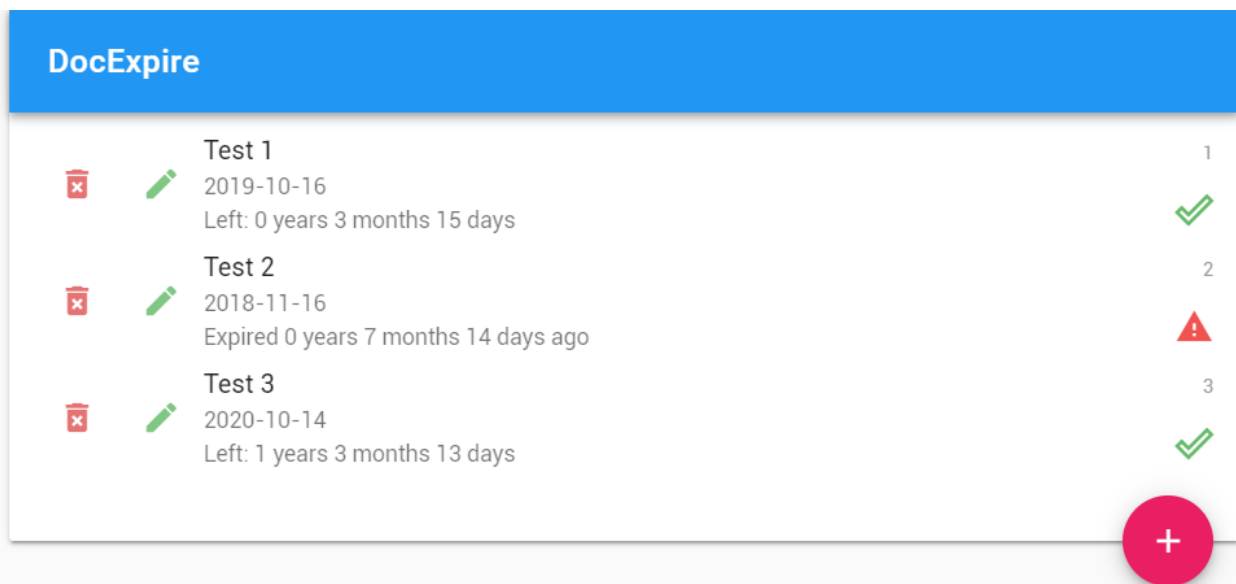 DocExpire
Test 1
1
2019-10-16
Left: 0 years 3 months 15 days
Test 2
2
2018-11-16
Expired 0 years 7 months 14 days ago
Test 3
3
2020-10-14
Left: 1 years 3 months 13 days
+